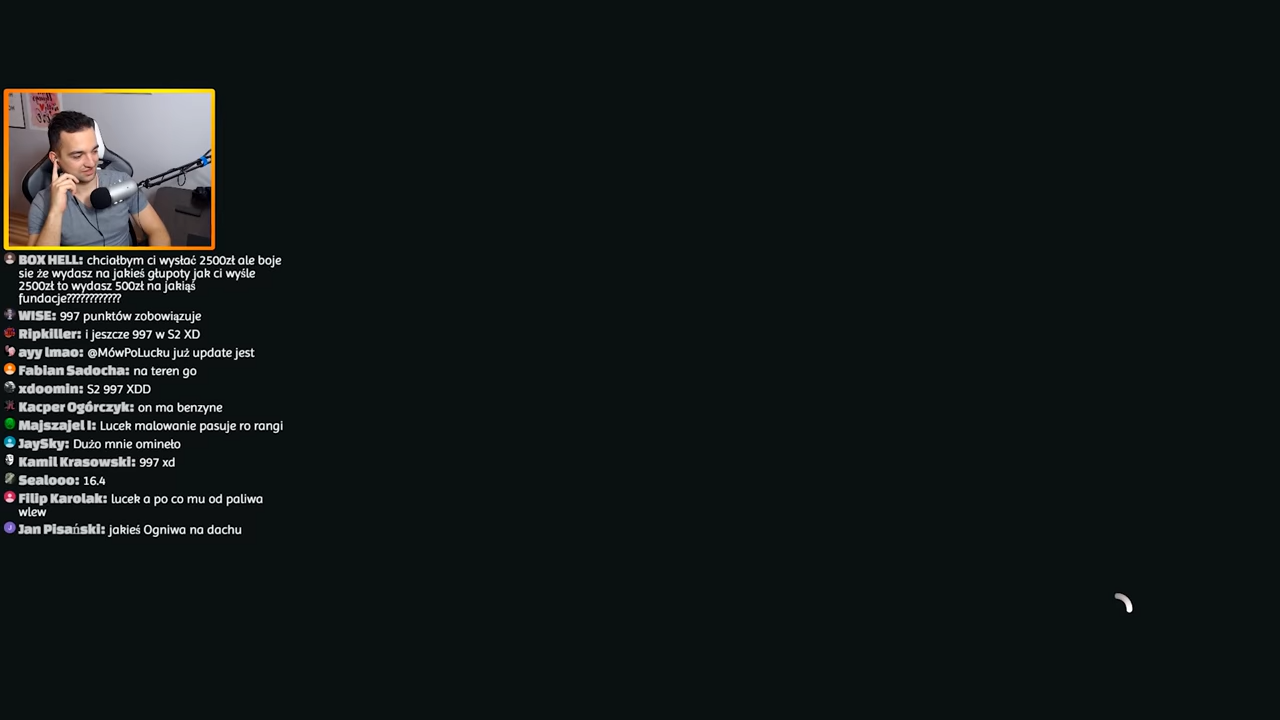 BOX HELL: chciałbym ci wysłać 2500zł ale boje
sie że wydasz na jakieś głupoty jak ci wyśle
2500zł to wydasz 500zł na jakiąś
fundacje????????????
WISE: 997 punktów zobowiązuje
Ripkiller: i jeszcze 997 w S2 XD
ayy lmao: @MówPoLucku już update jest
Fabian Sadocha: na teren go
xdoomin: S2 997 XDD
Kacper Ogórczyk: on ma benzyne
Majszajel I: Lucek malowanie pasuje ro rangi
JaySky: Dużo mnie omineło
Kamil Krasowski: 997 xd
Sealooo: 16.4
Filip Karolak: lucek a po co mu od paliwa
wlew
Jan Pisański: jakieś Ogniwa na dachu